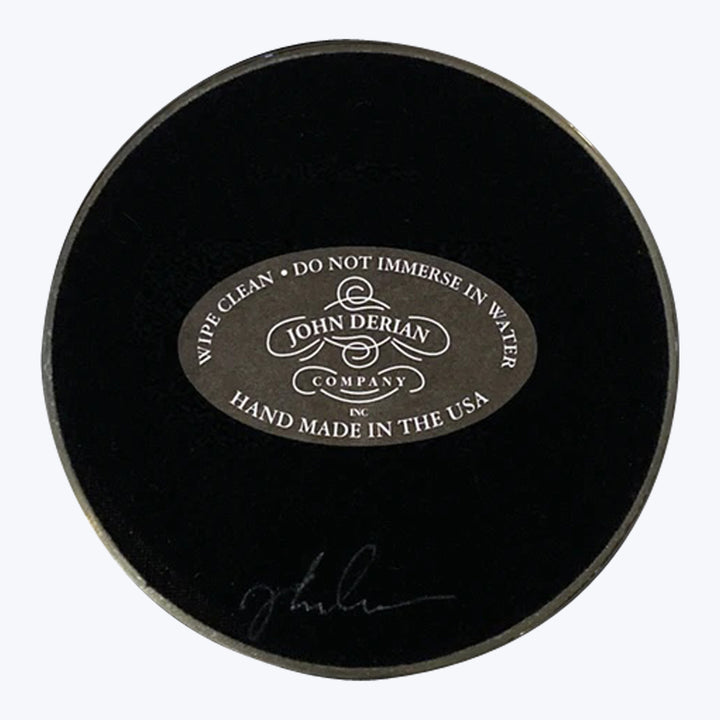 WIPE CLEAN • DO NOT IMMERSE IN WATER
JOHN DERIAN
COMPANY
INC
HAND MADE IN THE USA